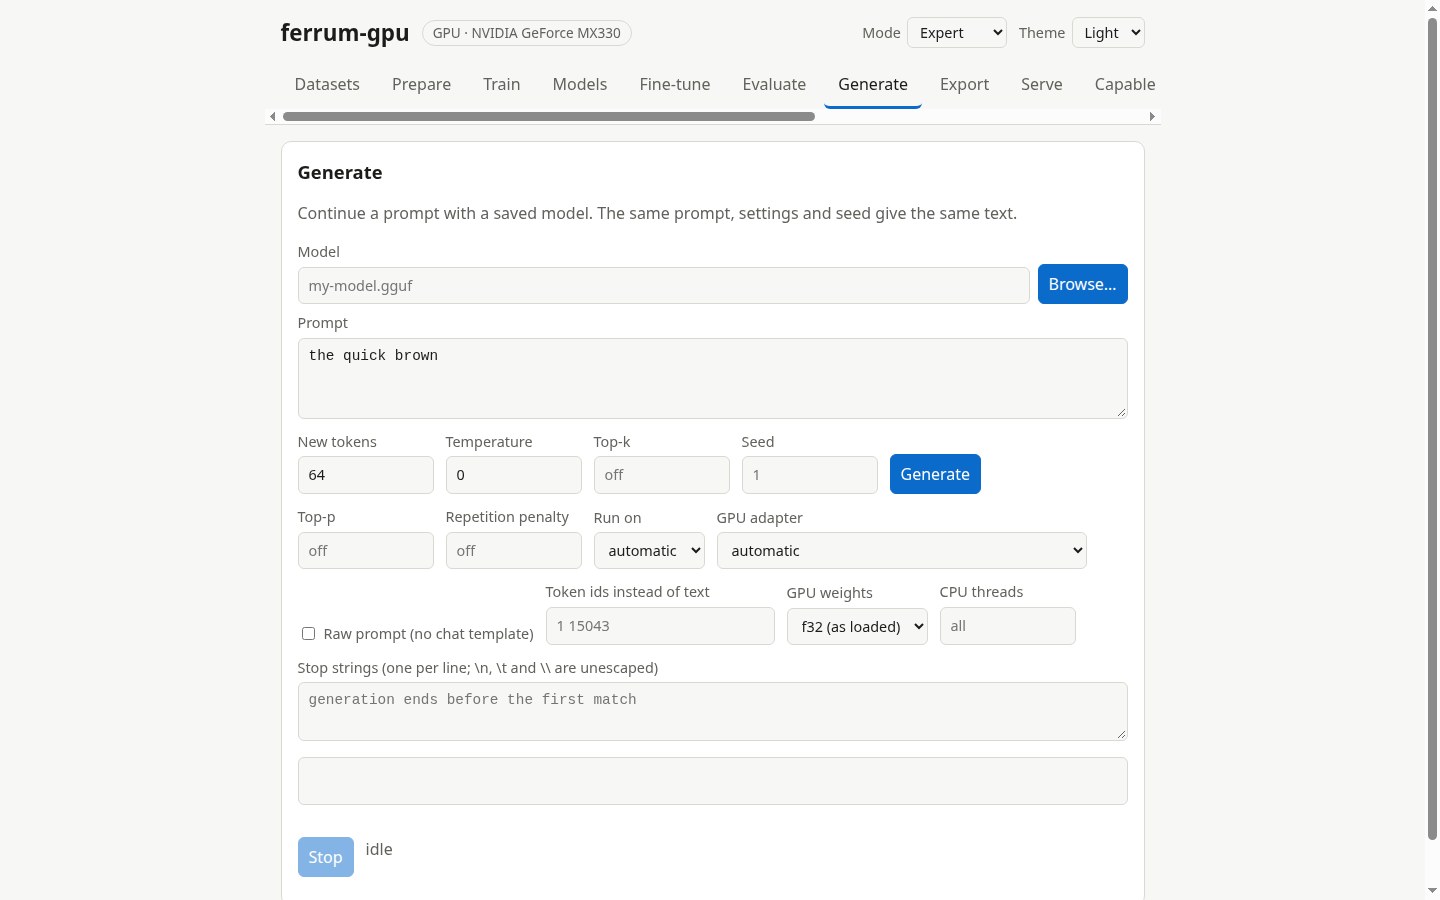 ferrum-gpu GPU · NVIDIA GeForce MX330 Mode Expert Theme Light
Datasets Prepare Train Models Fine-tune Evaluate Generate Export Serve Capable
Generate
Continue a prompt with a saved model. The same prompt, settings and seed give the same text.
Model
my-model.gguf Browse...
Prompt
the quick brown
New tokens Temperature Top-k Seed
64 0 off 1 Generate
Top-p Repetition penalty Run on GPU adapter
off off automatic automatic
Token ids instead of text GPU weights CPU threads
Raw prompt (no chat template) 1 15043 f32 (as loaded) all
Stop strings (one per line; \n, \t and \\ are unescaped)
generation ends before the first match
Stop idle